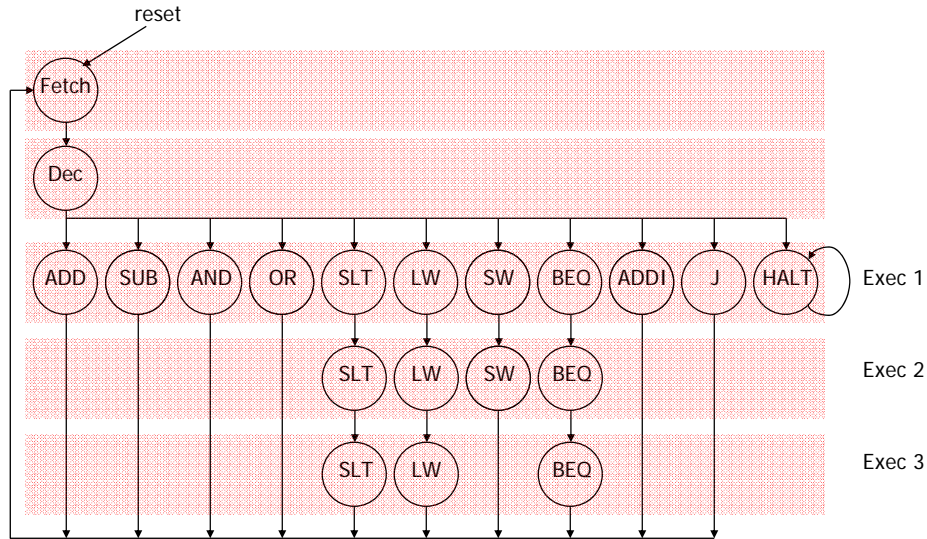 reset
Fetch
Dec
ADD SUB AND OR SLT LW SW BEQ ADDI J HALT Exec 1
SLT LW SW BEQ Exec 2
SLT LW BEQ Exec 3